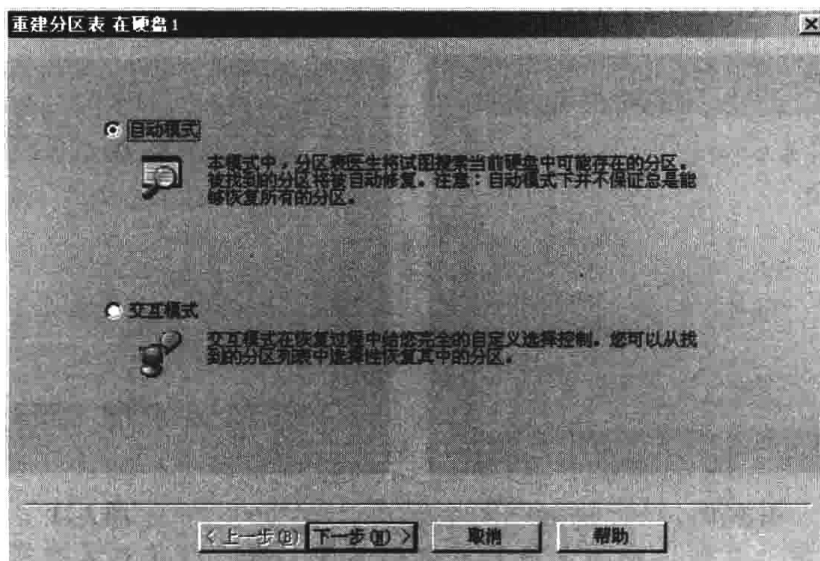 重建分区表 在硬盘1
自动模式
本模式中，分区表医生将试图搜索当前硬盘中可能存在的分区，
被找到的分区将被自动修复。注意：自动模式下并不保证总是能
够恢复所有的分区。
交互模式
交互模式在恢复过程中给您完全的自定义选择控制。您可以从找
到的分区列表中选择性恢复其中的分区。
< 上一步(B) 下一步(N) > 取消 帮助